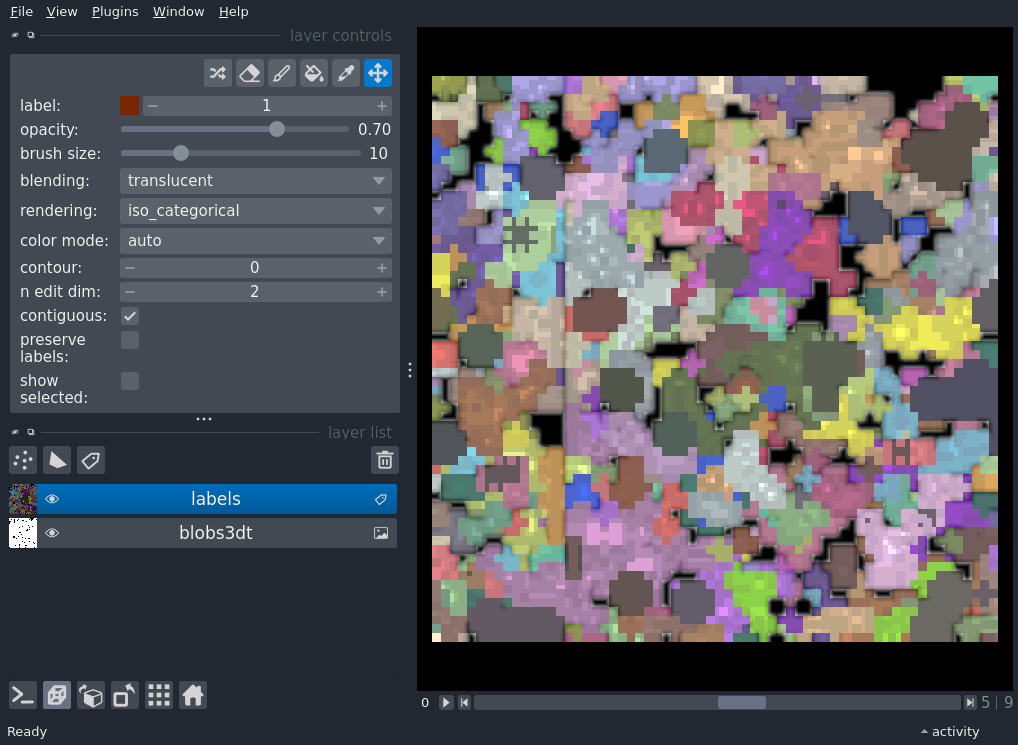 File View Plugins Window Help
layer controls
label: 1
opacity: 0.70
brush size: 10
blending: translucent
rendering: iso_categorical
color mode: auto
contour: 0
n edit dim: 2
contiguous:
preserve
labels:
show
selected:
layer list
labels
blobs3dt
0 5 | 9
Ready activity